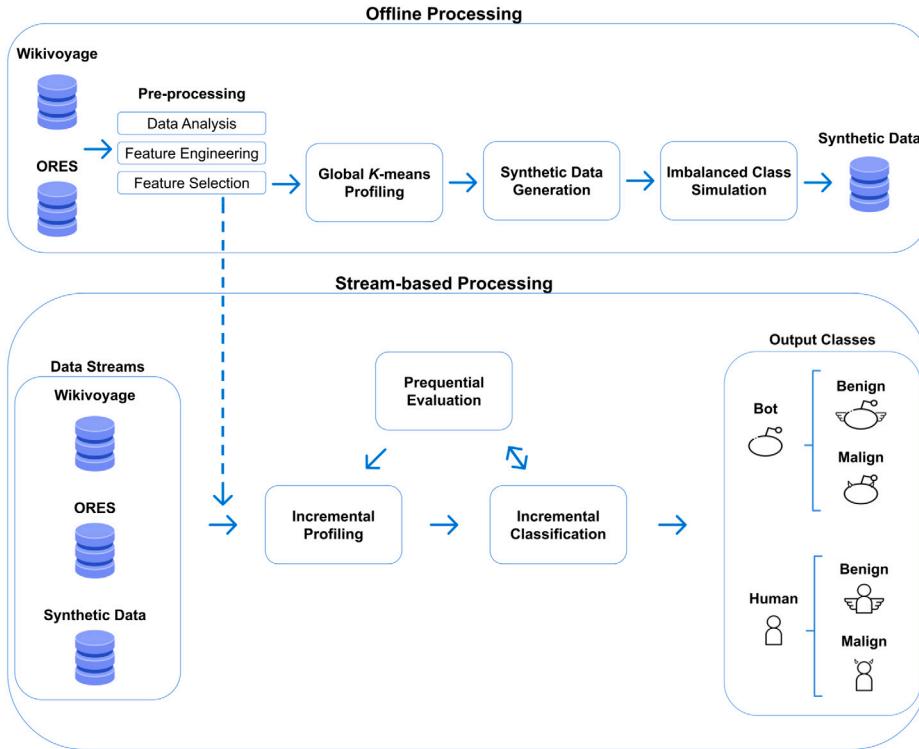 Offline Processing
Wikivoyage
ORES
Pre-processing
Data Analysis
Feature Engineering
Feature Selection
Global K-means
Profiling
Synthetic Data
Generation
Imbalanced Class
Simulation
Synthetic Data
Stream-based Processing
Data Streams
Wikivoyage
ORES
Synthetic Data
Prequential
Evaluation
Incremental
Profiling
Incremental
Classification
Output Classes
Bot
Benign
Malign
Human
Benign
Malign